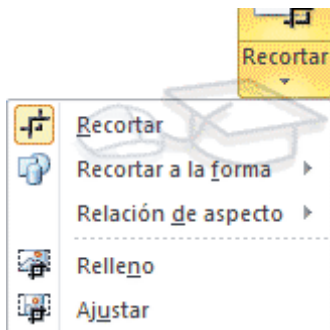 Recortar
Recortar
Recortar a la forma
Relación de aspecto
Relleno
Ajustar